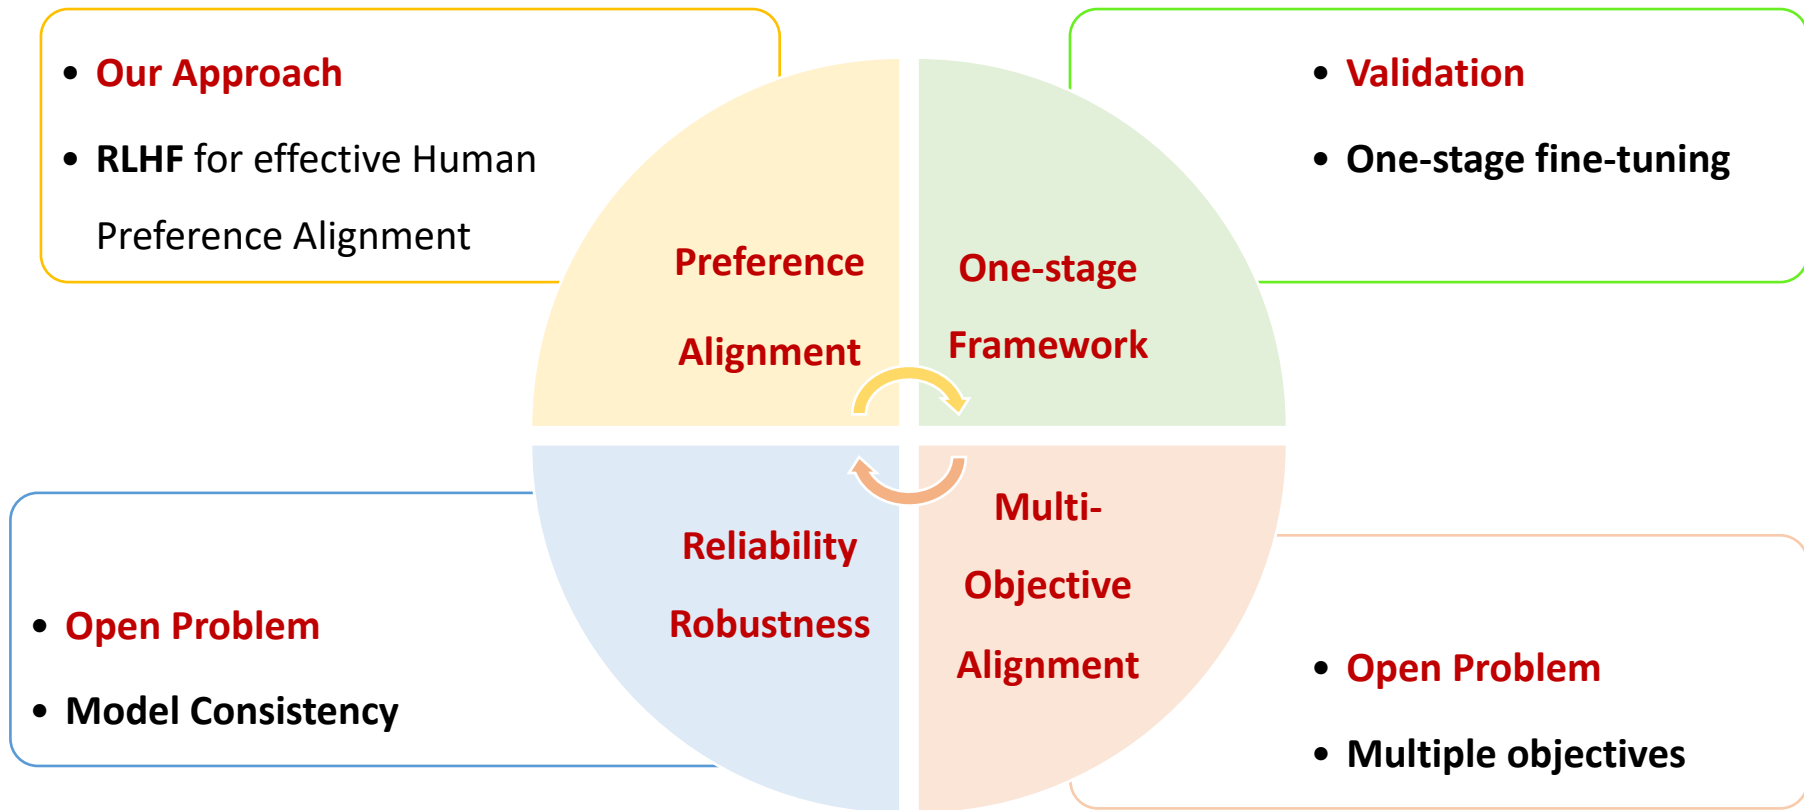 • Our Approach
• RLHF for effective Human
Preference Alignment
• Validation
• One-stage fine-tuning
Preference
Alignment
One-stage
Framework
Reliability
Robustness
Multi-
Objective
Alignment
• Open Problem
• Model Consistency
• Open Problem
• Multiple objectives